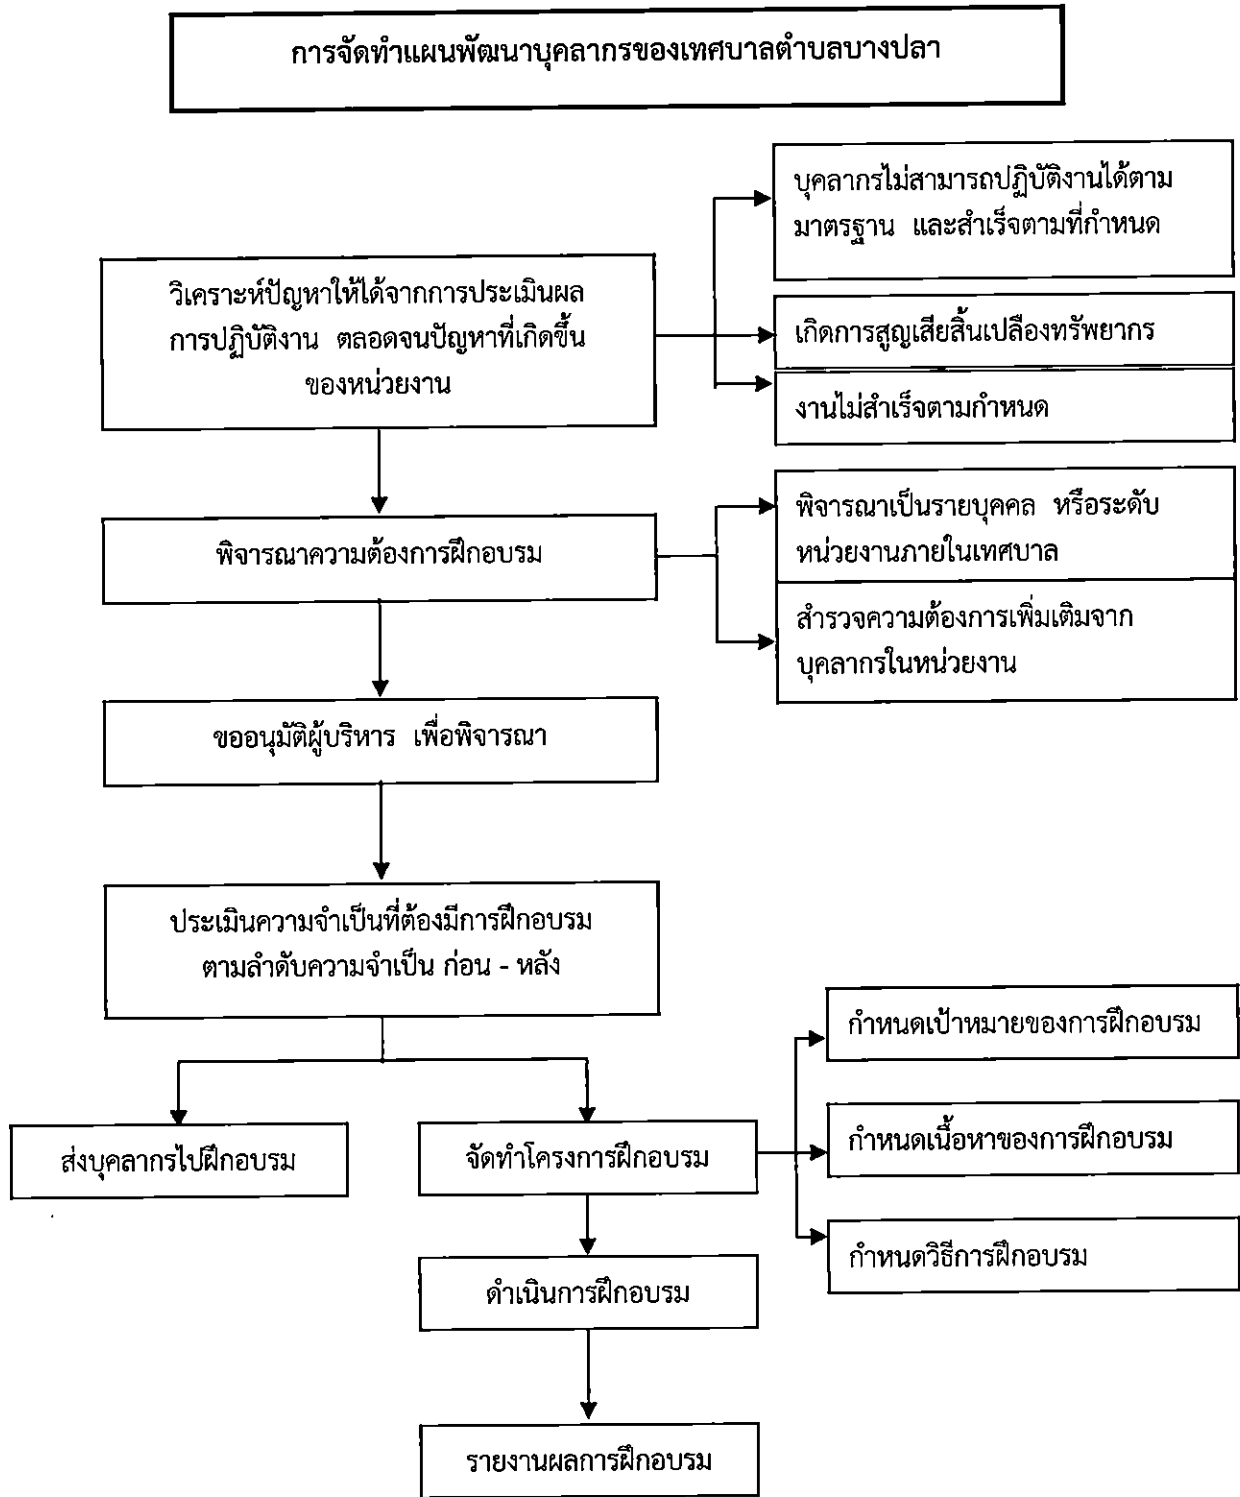 การจัดทำแผนพัฒนาบุคลากรของเทศบาลตำบลบางปลา
บุคลากรไม่สามารถปฏิบัติงานได้ตาม
มาตรฐาน และสำเร็จตามที่กำหนด
วิเคราะห์ปัญหาให้ได้จากการประเมินผล
การปฏิบัติงาน ตลอดจนปัญหาที่เกิดขึ้น
ของหน่วยงาน
เกิดการสูญเสียสิ้นเปลืองทรัพยากร
งานไม่สำเร็จตามกำหนด
พิจารณาความต้องการฝึกอบรม
พิจารณาเป็นรายบุคคล หรือระดับ
หน่วยงานภายในเทศบาล
สำรวจความต้องการเพิ่มเติมจาก
บุคลากรในหน่วยงาน
ขออนุมัติผู้บริหาร เพื่อพิจารณา
ประเมินความจำเป็นที่ต้องมีการฝึกอบรม
ตามลำดับความจำเป็น ก่อน - หลัง
ส่งบุคลากรไปฝึกอบรม
จัดทำโครงการฝึกอบรม
กำหนดเป้าหมายของการฝึกอบรม
กำหนดเนื้อหาของการฝึกอบรม
กำหนดวิธีการฝึกอบรม
ดำเนินการฝึกอบรม
รายงานผลการฝึกอบรม